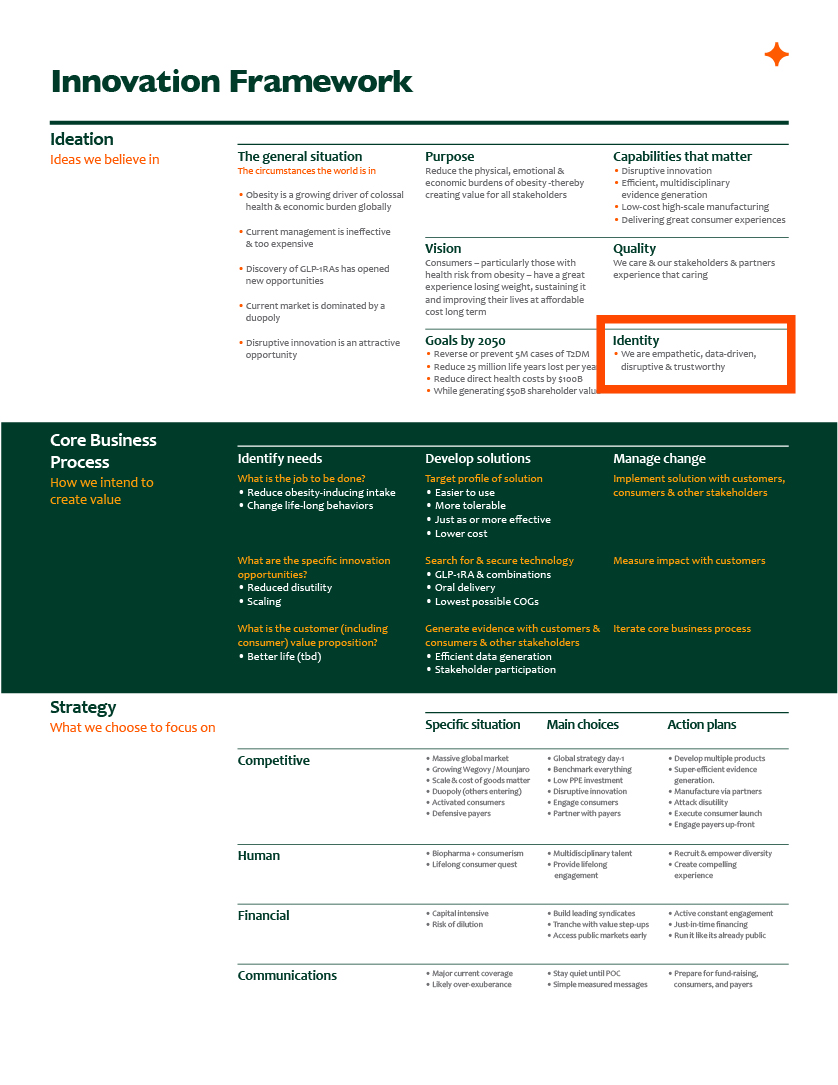 Innovation Framework
Ideation
Ideas we believe in
The general situation
The circumstances the world is in
• Obesity is a growing driver of colossal
health & economic burden globally
• Current management is ineffective
& too expensive
• Discovery of GLP-1RAs has opened
new opportunities
• Current market is dominated by a
duopoly
• Disruptive innovation is an attractive
opportunity
Purpose
Reduce the physical, emotional &
economic burdens of obesity -thereby
creating value for all stakeholders
Vision
Consumers – particularly those with
health risk from obesity – have a great
experience losing weight, sustaining it
and improving their lives at affordable
cost long term
Goals by 2050
• Reverse or prevent 5M cases of T2DM
• Reduce 25 million life years lost per year
• Reduce direct health costs by $100B
• While generating $50B shareholder value
Capabilities that matter
• Disruptive innovation
• Efficient, multidisciplinary
evidence generation
• Low-cost high-scale manufacturing
• Delivering great consumer experiences
Quality
We care & our stakeholders & partners
experience that caring
Identity
• We are empathetic, data-driven,
disruptive & trustworthy
Core Business
Process
How we intend to
create value
Identify needs
What is the job to be done?
• Reduce obesity-inducing intake
• Change life-long behaviors
What are the specific innovation
opportunities?
• Reduced disutility
• Scaling
What is the customer (including
consumer) value proposition?
• Better life (tbd)
Develop solutions
Target profile of solution
• Easier to use
• More tolerable
• Just as or more effective
• Lower cost
Search for & secure technology
• GLP-1RA & combinations
• Oral delivery
• Lowest possible COGs
Generate evidence with customers &
consumers & other stakeholders
• Efficient data generation
• Stakeholder participation
Manage change
Implement solution with customers,
consumers & other stakeholders
Measure impact with customers
Iterate core business process
Strategy
What we choose to focus on
Specific situation
Main choices
Action plans
Competitive
• Massive global market
• Growing Wegovy / Mounjaro
• Scale & cost of goods matter
• Duopoly (others entering)
• Activated consumers
• Defensive payers
• Global strategy day-1
• Benchmark everything
• Low PPE investment
• Disruptive innovation
• Engage consumers
• Partner with payers
• Develop multiple products
• Super-efficient evidence
generation.
• Manufacture via partners
• Attack disutility
• Execute consumer launch
• Engage payers up-front
Human
• Biopharma + consumerism
• Lifelong consumer quest
• Multidisciplinary talent
• Provide lifelong
engagement
• Recruit & empower diversity
• Create compelling
experience
Financial
• Capital intensive
• Risk of dilution
• Build leading syndicates
• Tranche with value step-ups
• Access public markets early
• Active constant engagement
• Just-in-time financing
• Run it like its already public
Communications
• Major current coverage
• Likely over-exuberance
• Stay quiet until POC
• Simple measured messages
• Prepare for fund-raising,
consumers, and payers